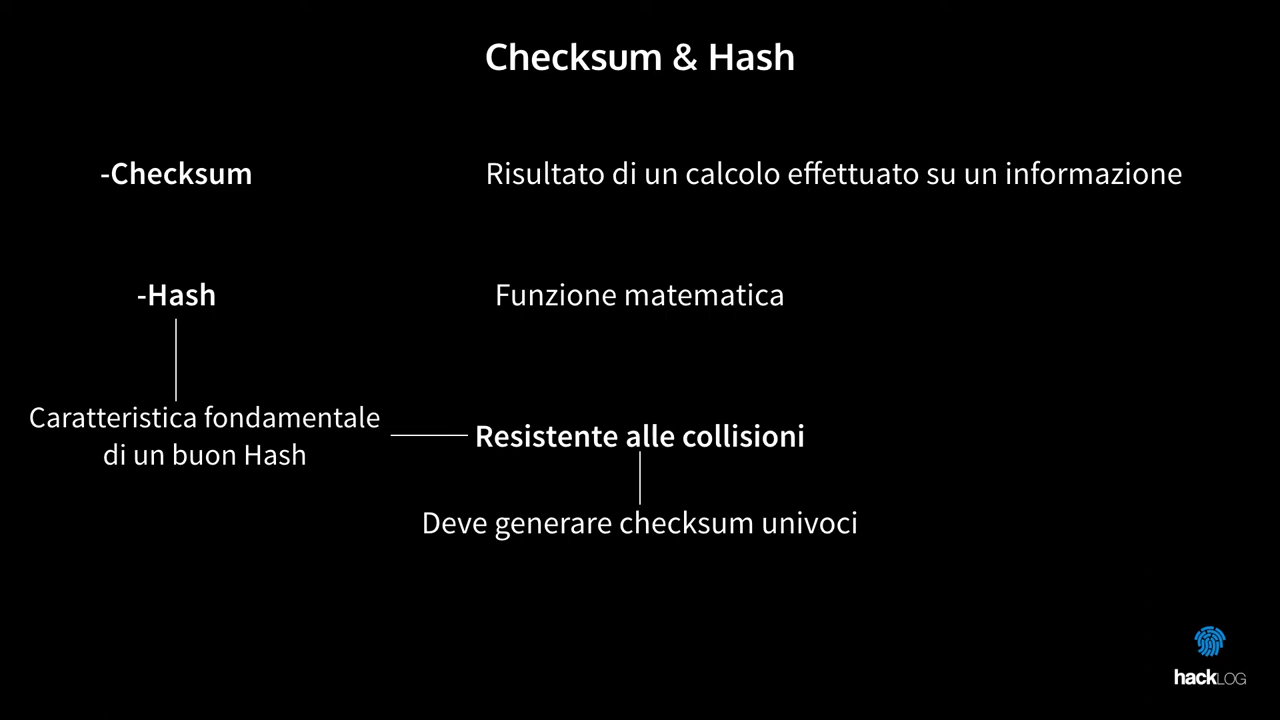 Checksum & Hash
-Checksum
Risultato di un calcolo effettuato su un informazione
-Hash
Funzione matematica
Caratteristica fondamentale
di un buon Hash
Resistente alle collisioni
Deve generare checksum univoci
hackLOG